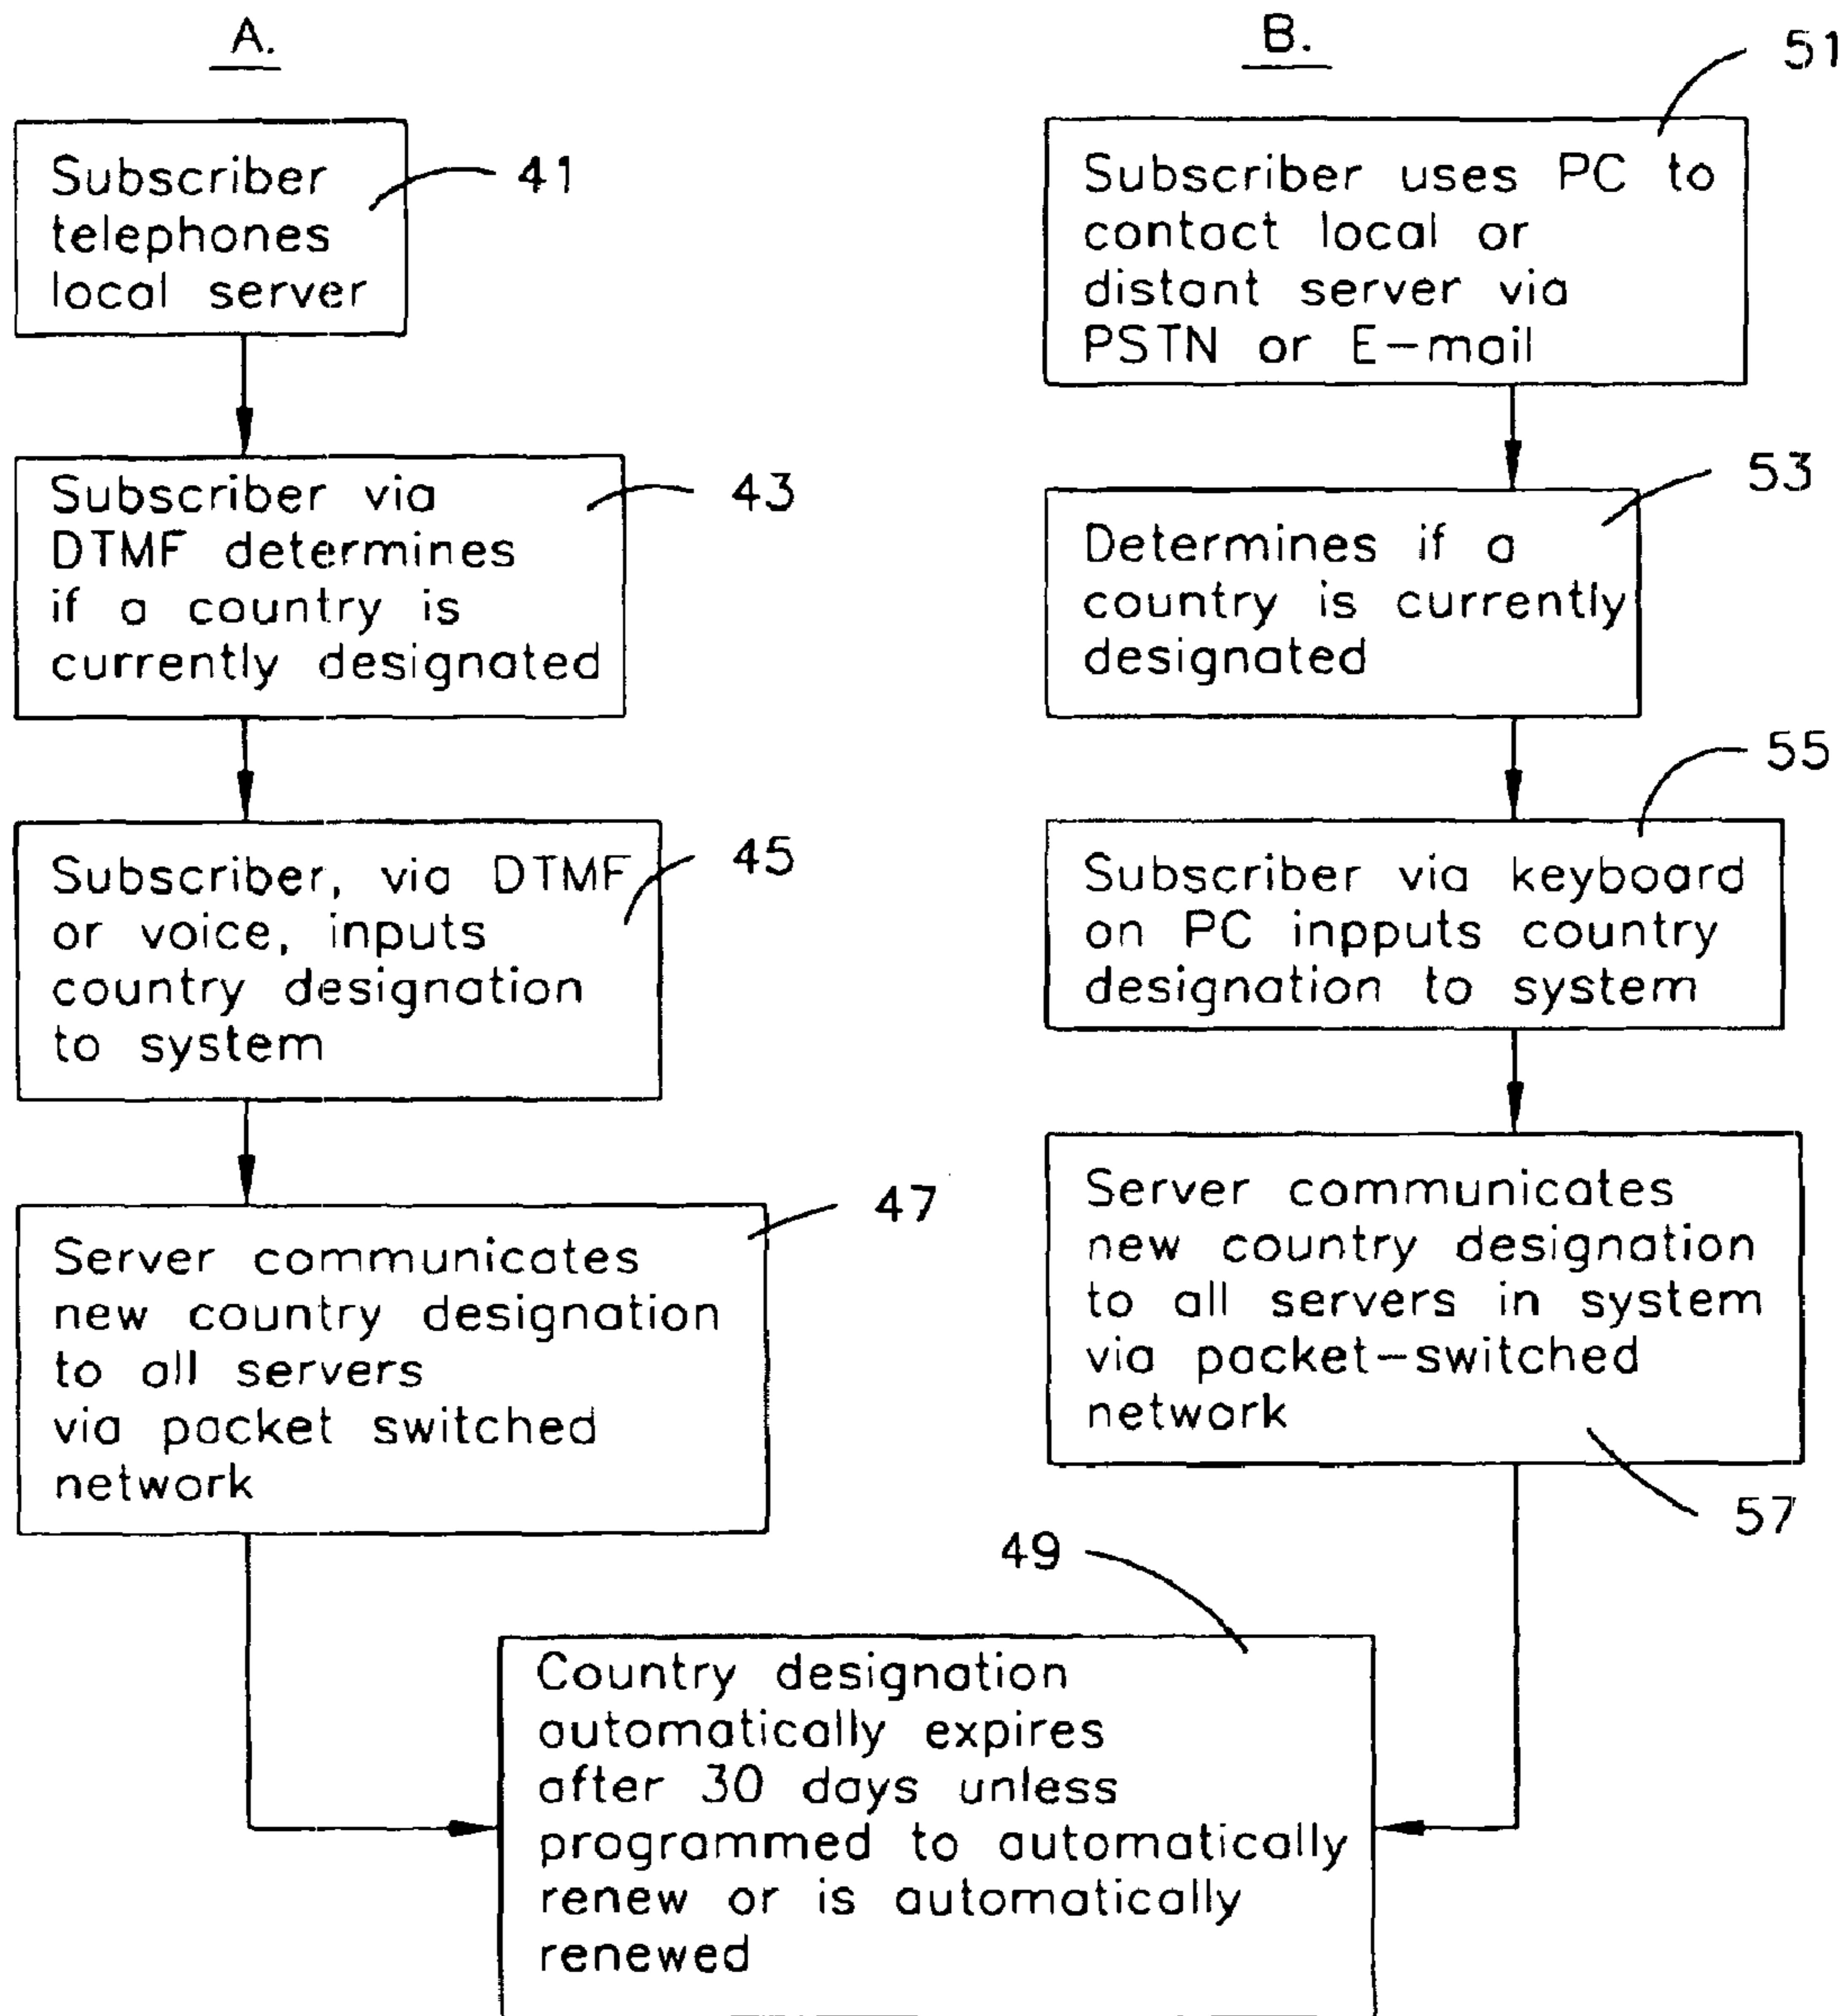 A.
Subscriber
telephones
local server
41
Subscriber via
DTMF determines
if a country is
currently designated
43
Subscriber, via DTMF
or voice, inputs
country designation
to system
45
Server communicates
new country designation
to all servers
via packet switched
network
47
B.
51
Subscriber uses PC to
contact local or
distant server via
PSTN or E-mail
53
Determines if a
country is currently
designated
55
Subscriber via keyboard
on PC inpputs country
designation to system
Server communicates
new country designation
to all servers in system
via packet-switched
network
57
49
Country designation
automatically expires
after 30 days unless
programmed to automatically
renew or is automatically
renewed